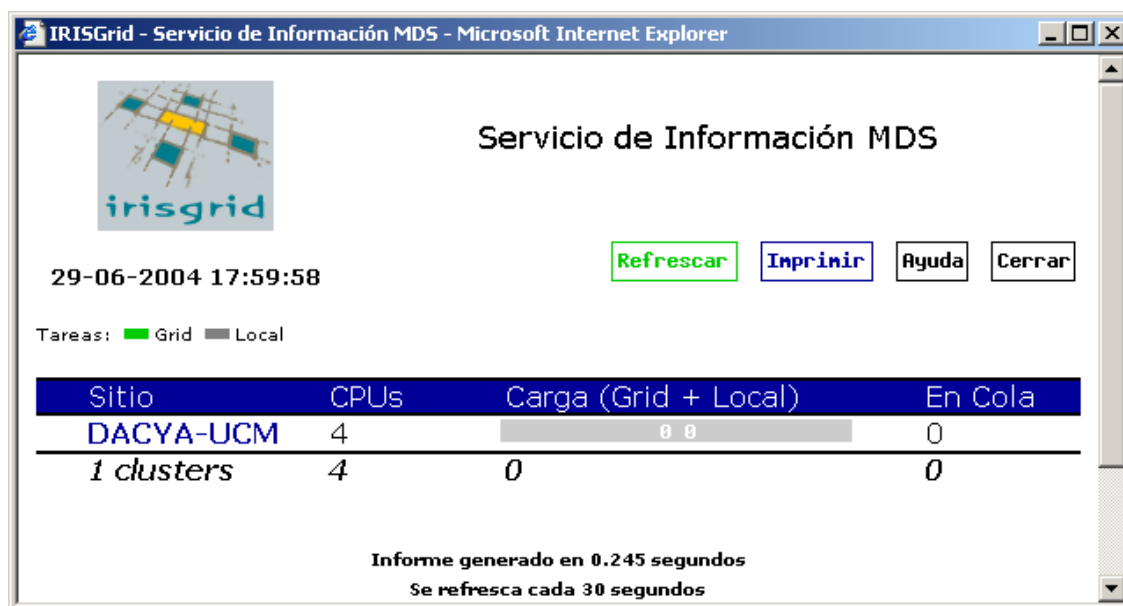 IRISGrid - Servicio de Información MDS - Microsoft Internet Explorer
irisgrid
Servicio de Información MDS
29-06-2004 17:59:58
Refrescar Imprimir Ayuda Cerrar
Tareas: Grid Local
Sitio CPUs Carga (Grid + Local) En Cola
DACYA-UCM 4 0 0 0
1 clusters 4 0 0
Informe generado en 0.245 segundos
Se refresca cada 30 segundos